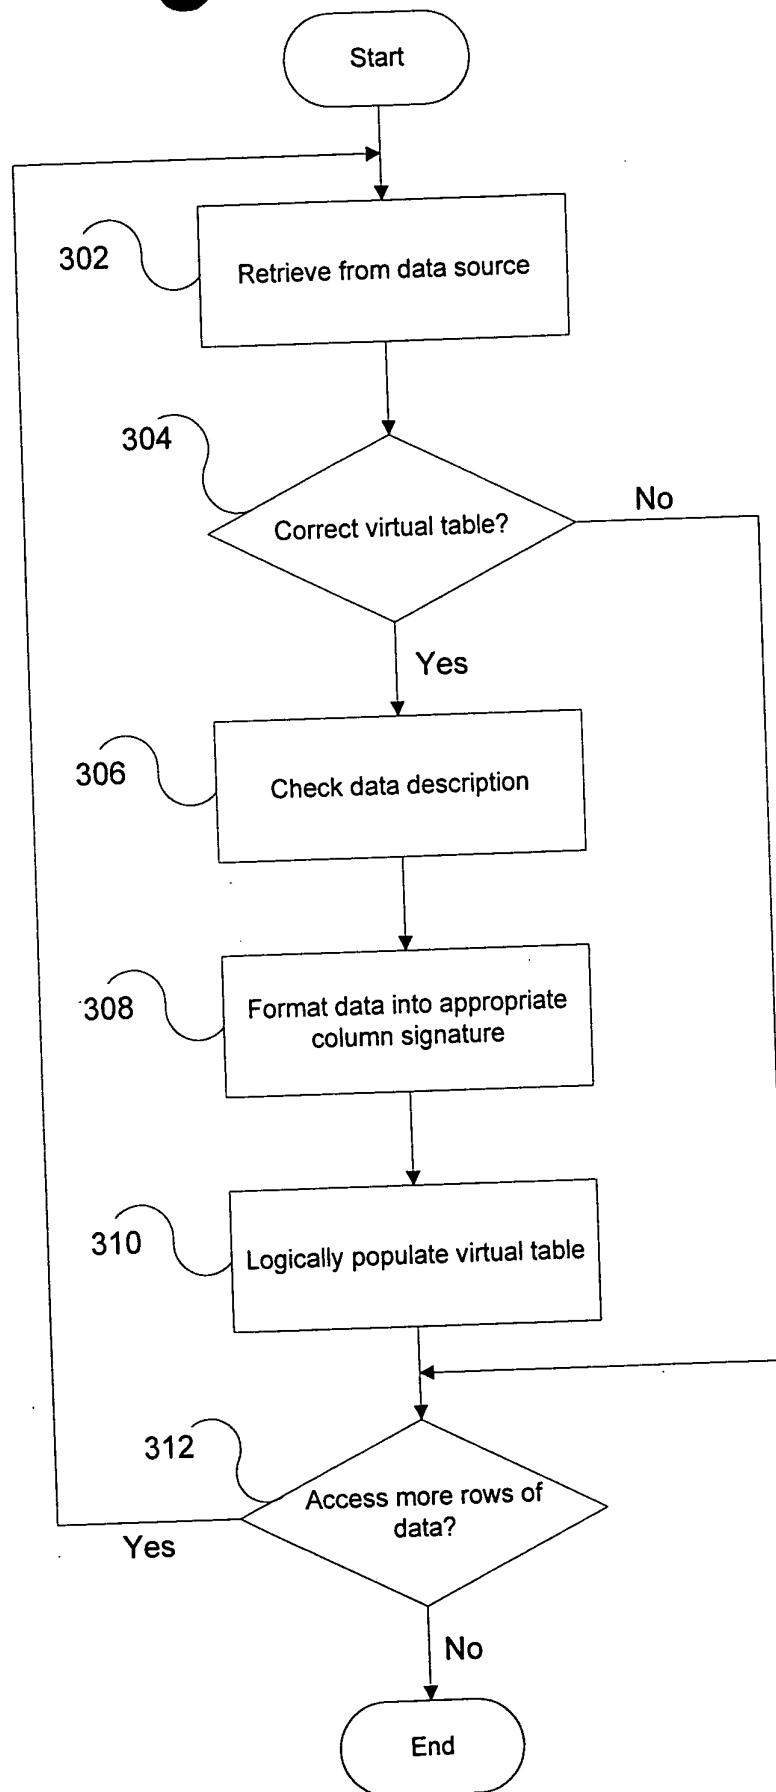 Start
302
Retrieve from data source
304
Correct virtual table?
No
Yes
306
Check data description
308
Format data into appropriate
column signature
310
Logically populate virtual table
312
Access more rows of
data?
Yes
No
End